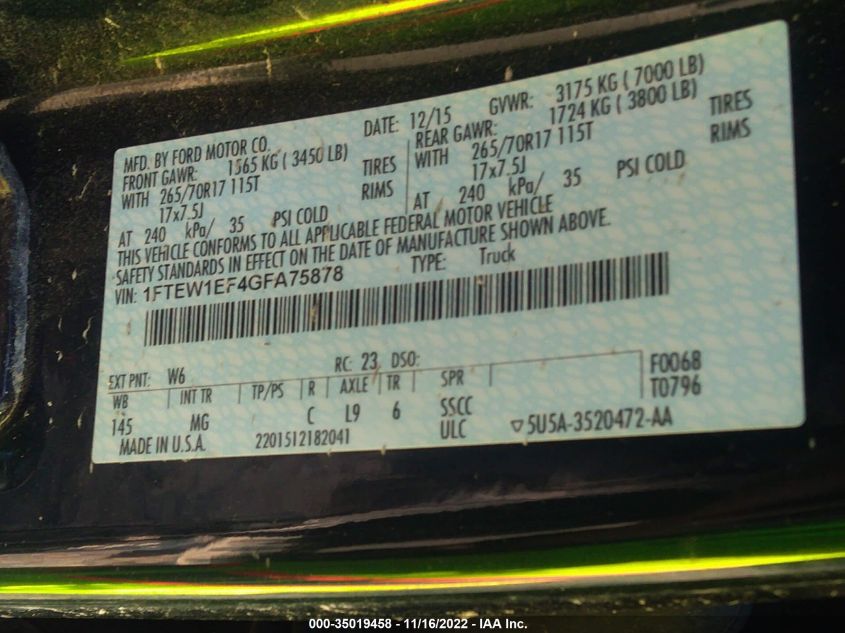 MFD. BY FORD MOTOR CO.
DATE: 12/15 GVWR: 3175 KG ( 7000 LB)
FRONT GAWR: 1565 KG ( 3450 LB) REAR GAWR: 1724 KG ( 3800 LB)
WITH 265/70R17 115T TIRES WITH 265/70R17 115T TIRES
17x7.5J RIMS 17x7.5J RIMS
AT 240 kPa/ 35 PSI COLD AT 240 kPa/ 35 PSI COLD
THIS VEHICLE CONFORMS TO ALL APPLICABLE FEDERAL MOTOR VEHICLE
SAFETY STANDARDS IN EFFECT ON THE DATE OF MANUFACTURE SHOWN ABOVE.
VIN: 1FTEW1EF4GFA75878 TYPE: Truck
EXT PNT: W6 RC: 23 DSO: F0068
WB INT TR TP/PS R AXLE TR SPR T0796
145 MG C L9 6 SSCC
MADE IN U.S.A. 2201512182041 ULC ▽5U5A-3520472-AA
000-35019458 - 11/16/2022 - IAA Inc.